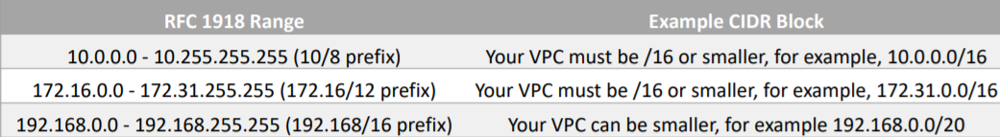 RFC 1918 Range Example CIDR Block
10.0.0.0 - 10.255.255.255 (10/8 prefix) Your VPC must be /16 or smaller, for example, 10.0.0.0/16
172.16.0.0 - 172.31.255.255 (172.16/12 prefix) Your VPC must be /16 or smaller, for example, 172.31.0.0/16
192.168.0.0 - 192.168.255.255 (192.168/16 prefix) Your VPC can be smaller, for example 192.168.0.0/20